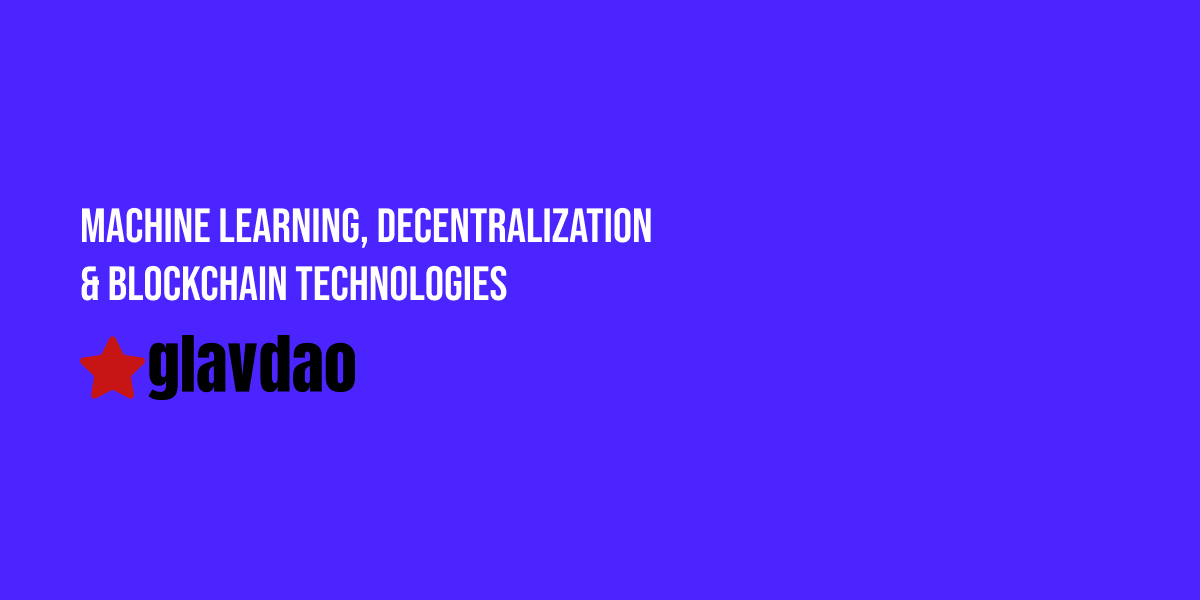 MACHINE LEARNING, DECENTRALIZATION
& BLOCKCHAIN TECHNOLOGIES
glavdao